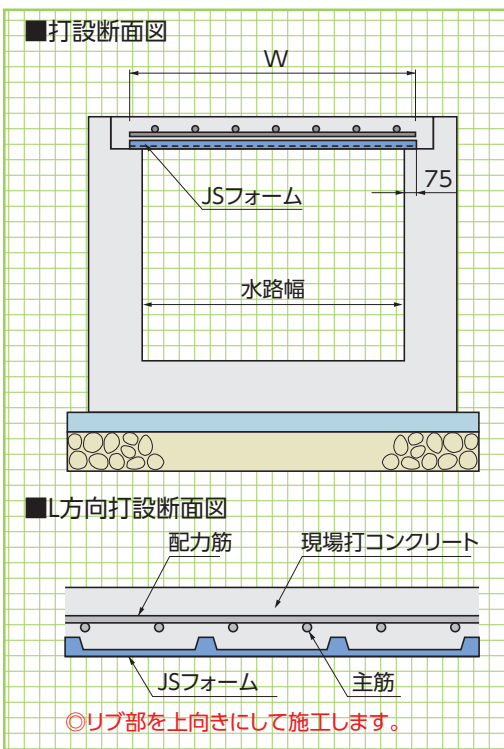 ■打設断面図
W
JSフォーム
75
水路幅
■L方向打設断面図
配力筋
現場打コンクリート
JSフォーム
主筋
◎リブ部を上向きにして施工します。